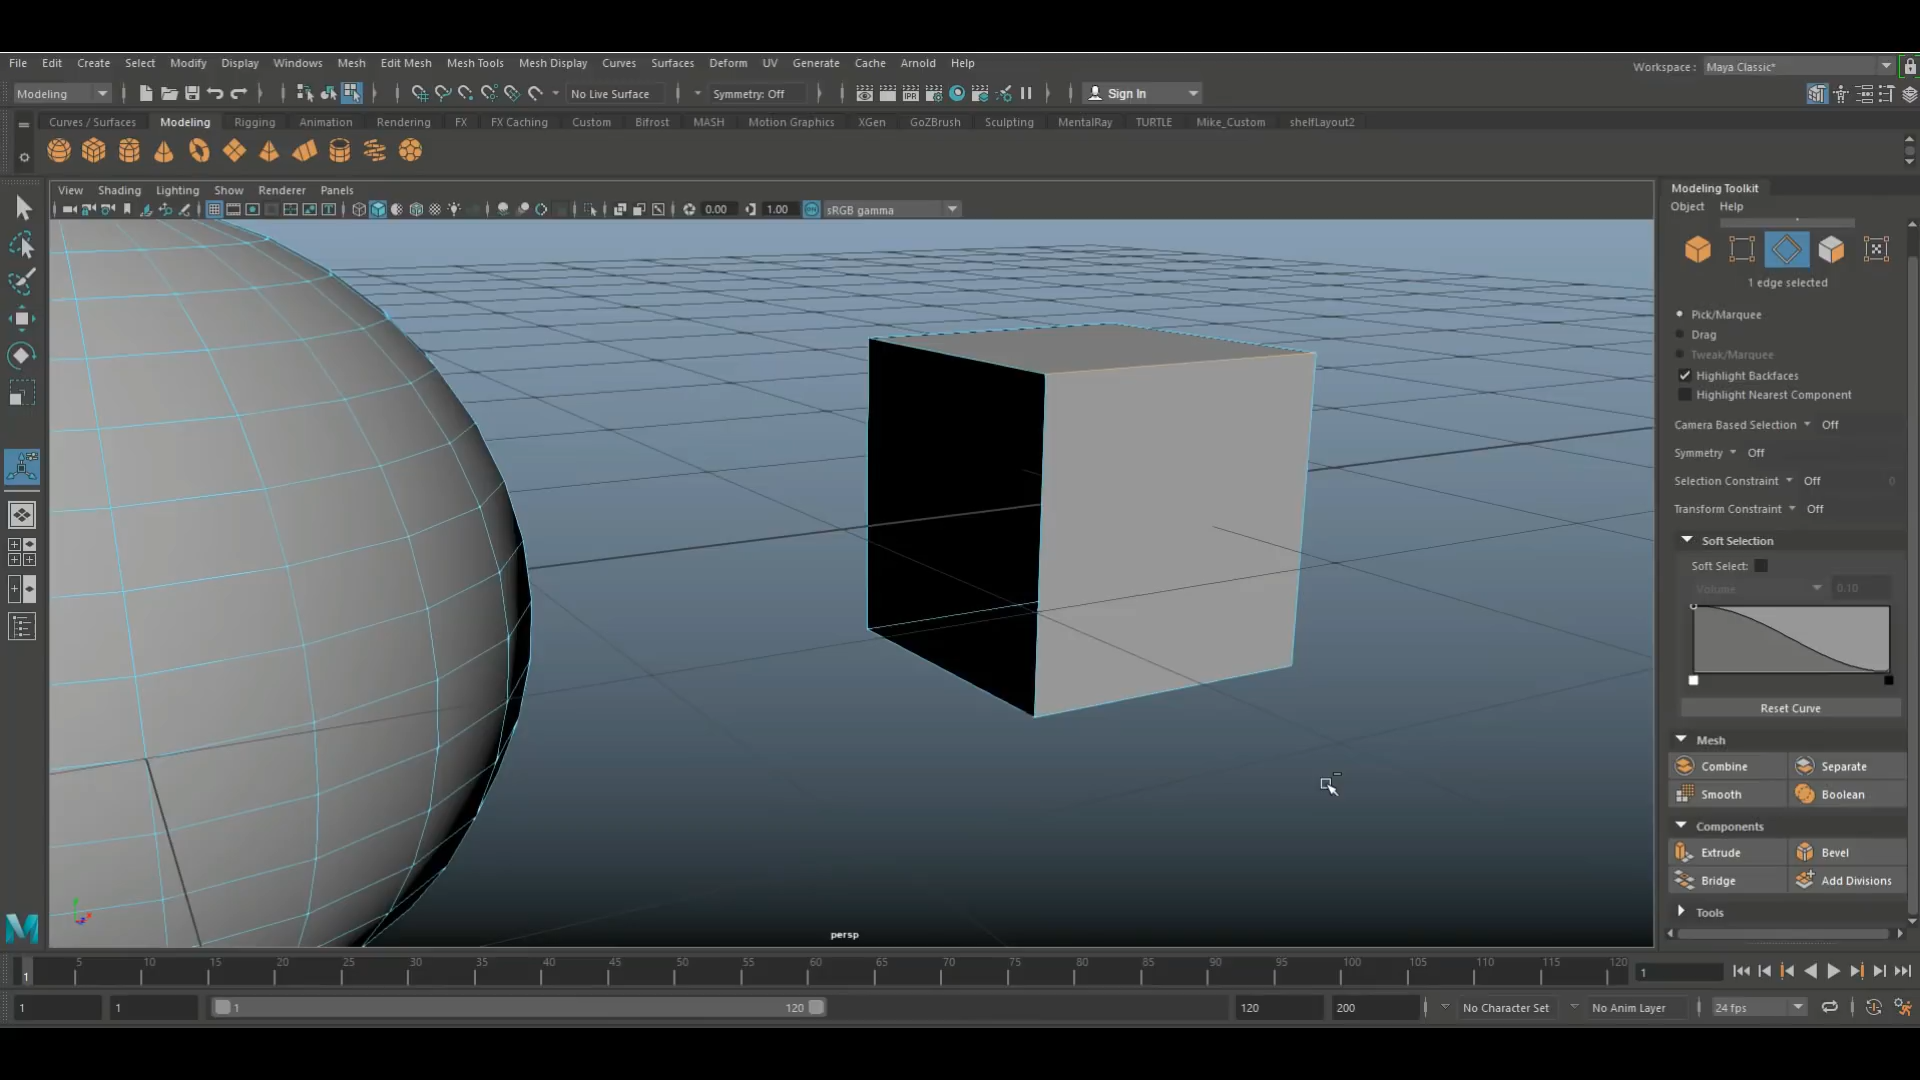 File Edit Create Select Modify Display Windows Mesh Edit Mesh Mesh Tools Mesh Display Curves Surfaces Deform UV Generate Cache Arnold Help
Workspace : Maya Classic*
Modeling No Live Surface Symmetry: Off Sign In
Curves / Surfaces Modeling Rigging Animation Rendering FX FX Caching Custom Bifrost MASH Motion Graphics XGen GoZBrush Sculpting MentalRay TURTLE Mike_Custom shelfLayout2
IPR
View Shading Lighting Show Renderer Panels
0.00 1.00 sRGB gamma
Modeling Toolkit
Object Help
1 edge selected
Pick/Marquee
Drag
Tweak/Marquee
Highlight Backfaces
Highlight Nearest Component
Camera Based Selection Off
Symmetry Off
Selection Constraint Off 0
Transform Constraint Off
Soft Selection
Soft Select:
Volume 0.10
Reset Curve
Mesh
Combine Separate
Smooth Boolean
Components
Extrude Bevel
Bridge Add Divisions
Tools
persp
1 5 10 15 20 25 30 35 40 45 50 55 60 65 70 75 80 85 90 95 100 105 110 115 120 1
1 1 1 120 120 200 No Character Set No Anim Layer 24 fps